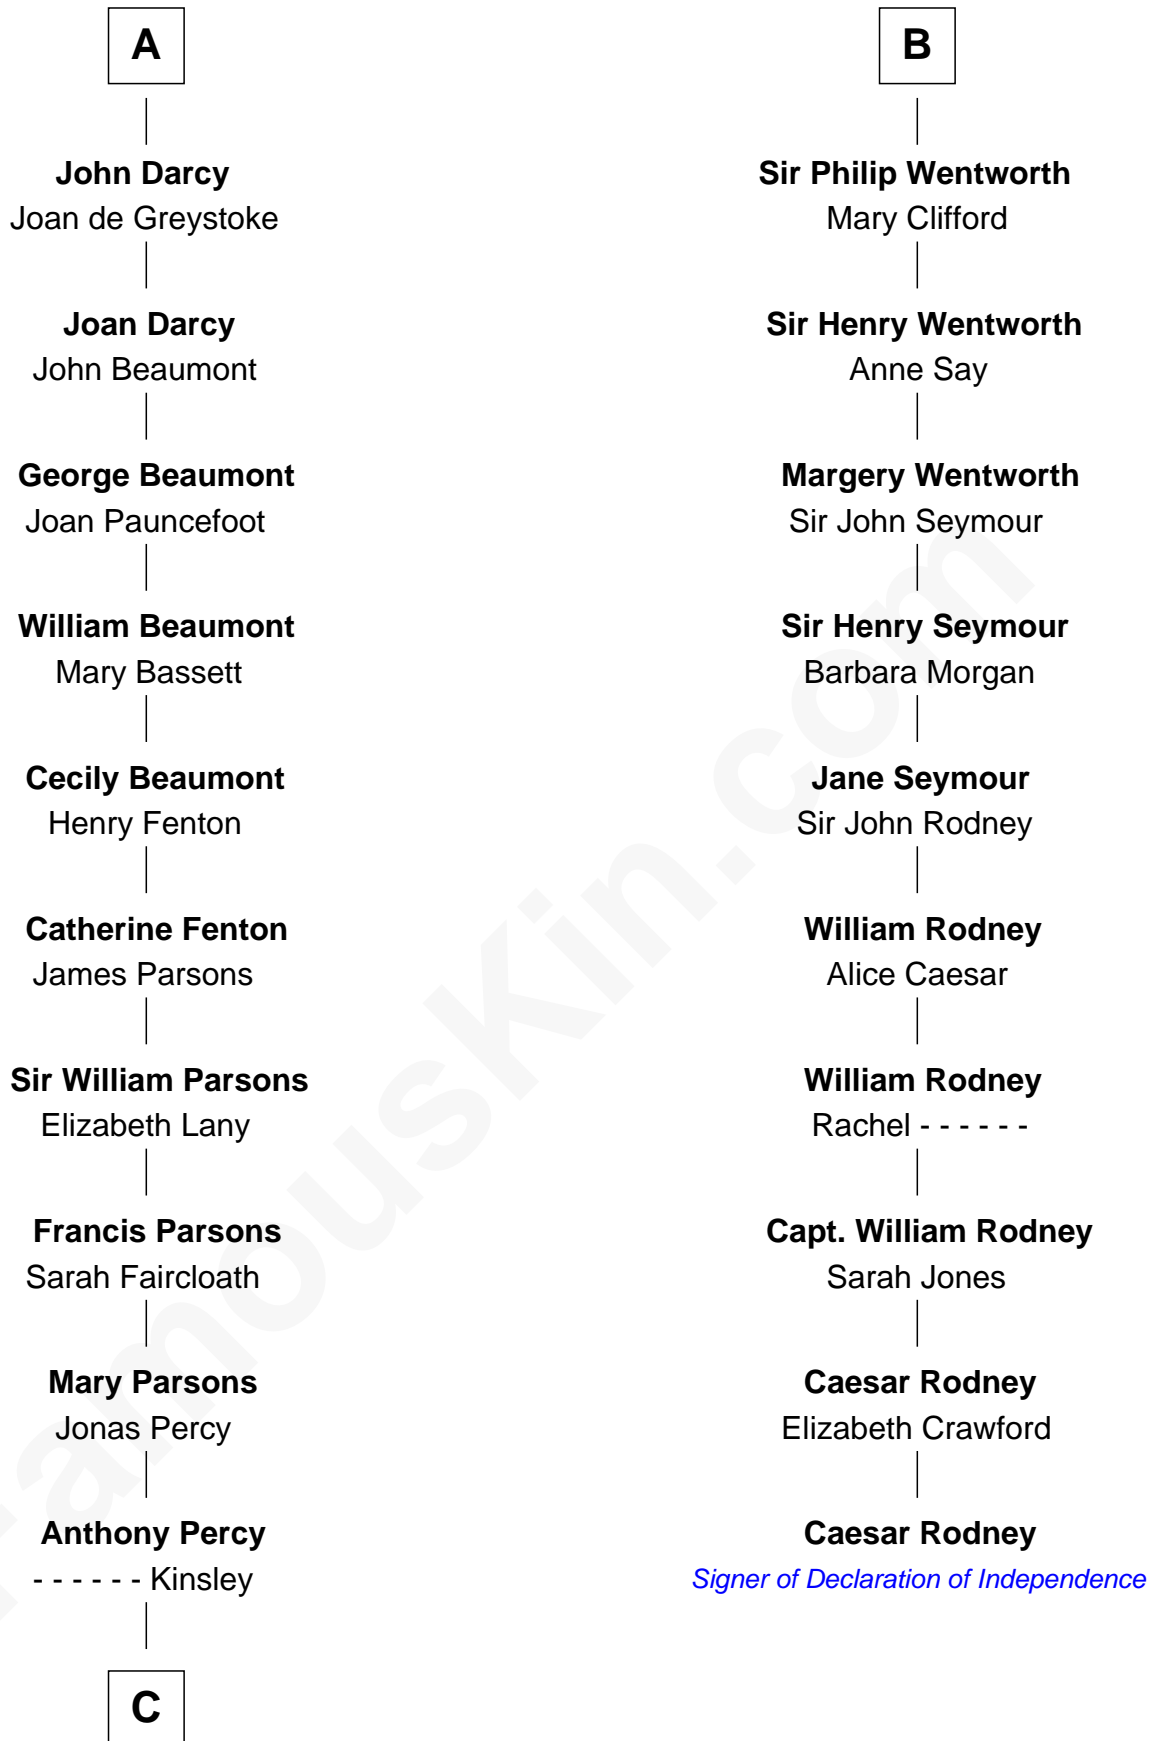 A
John Darcy
Joan de Greystoke
Joan Darcy
John Beaumont
George Beaumont
Joan Pauncefoot
William Beaumont
Mary Bassett
Cecily Beaumont
Henry Fenton
Catherine Fenton
James Parsons
Sir William Parsons
Elizabeth Lany
Francis Parsons
Sarah Faircloath
Mary Parsons
Jonas Percy
Anthony Percy
- - - - - - Kinsley
C
B
Sir Philip Wentworth
Mary Clifford
Sir Henry Wentworth
Anne Say
Margery Wentworth
Sir John Seymour
Sir Henry Seymour
Barbara Morgan
Jane Seymour
Sir John Rodney
William Rodney
Alice Caesar
William Rodney
Rachel - - - - - -
Capt. William Rodney
Sarah Jones
Caesar Rodney
Elizabeth Crawford
Caesar Rodney
Signer of Declaration of Independence
FamousKin.com